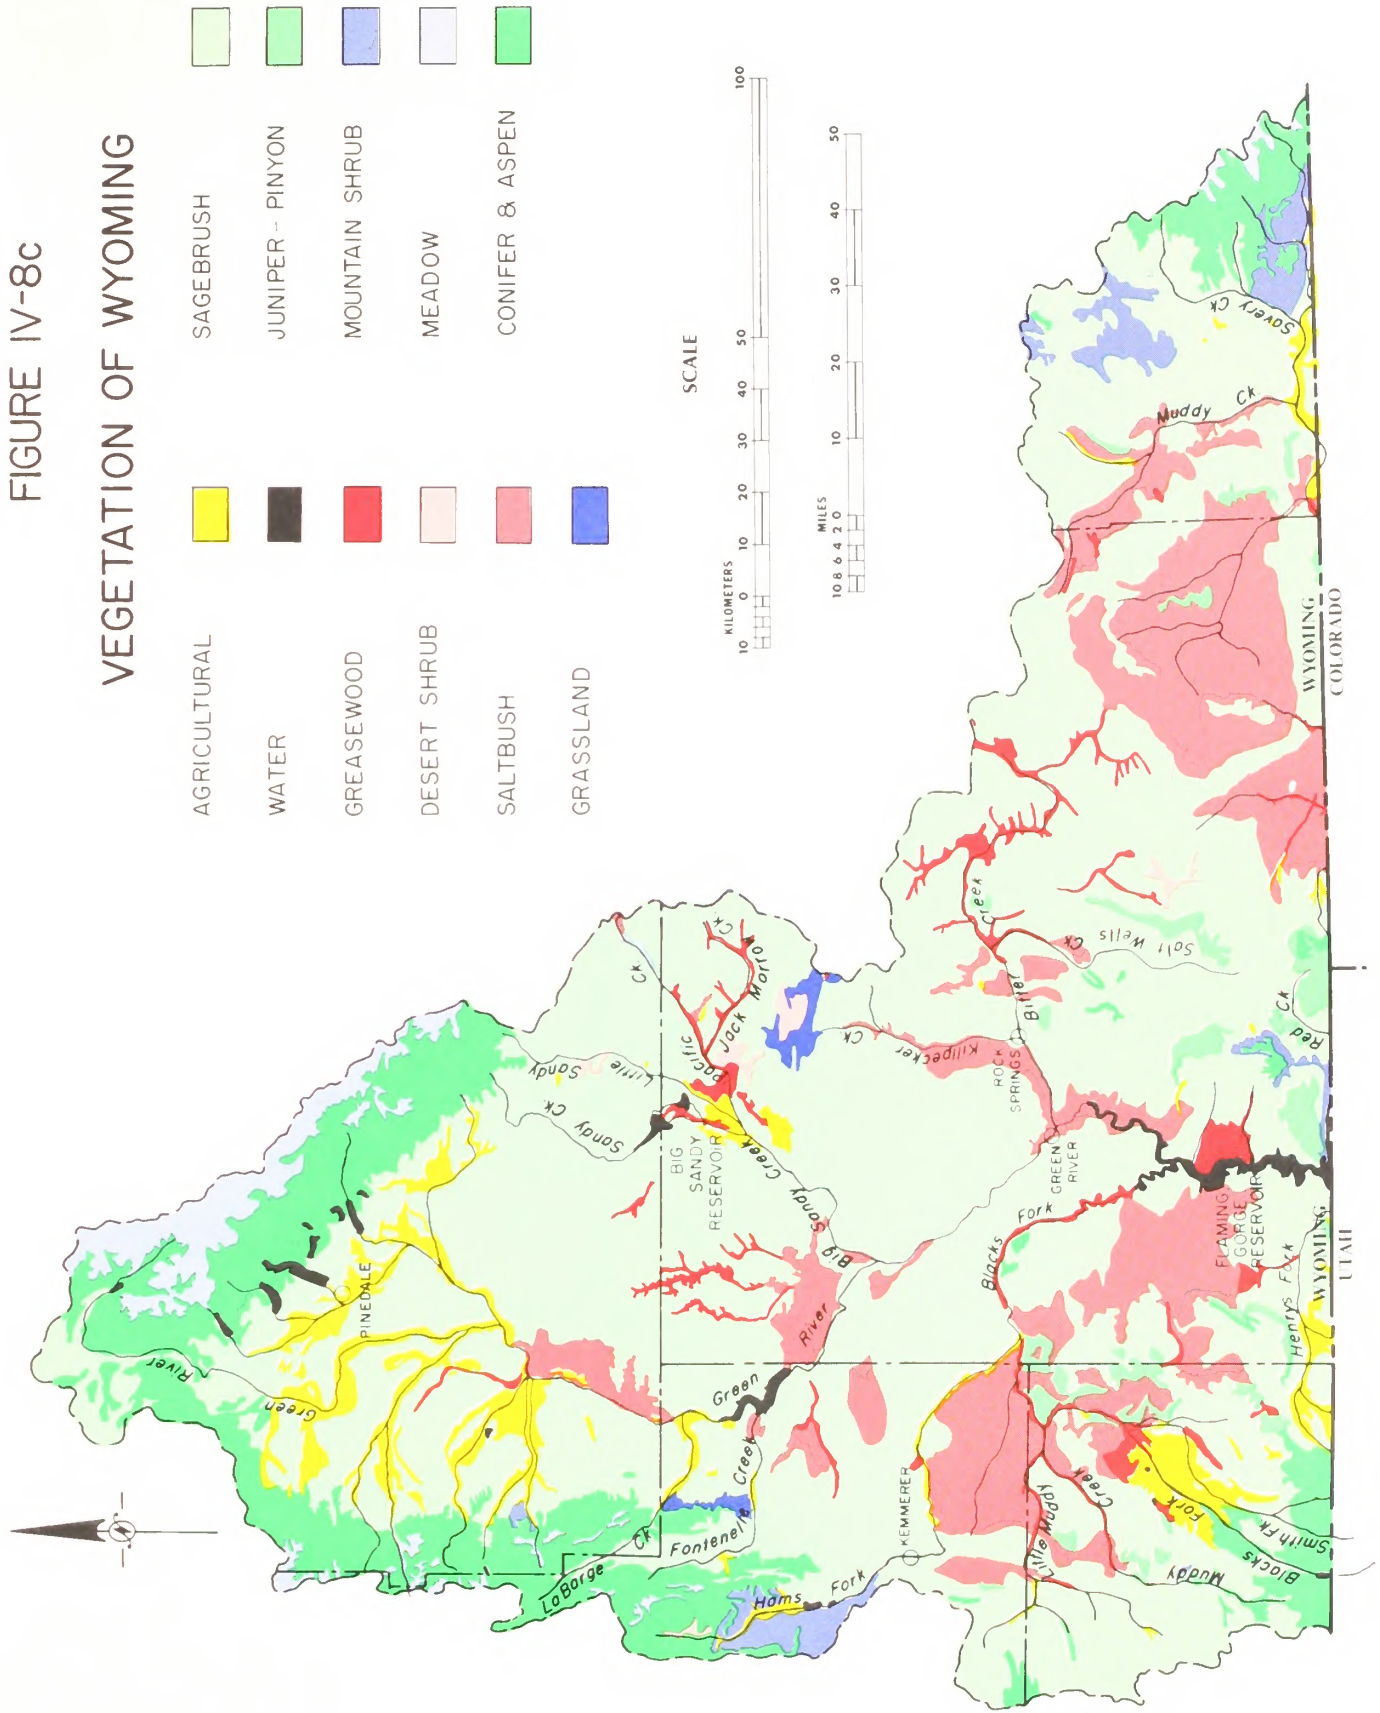 FIGURE IV-8c
VEGETATION OF WYOMING
AGRICULTURAL
WATER
GREASEWOOD
DESERT SHRUB
SALTBUSH
GRASSLAND
SAGEBRUSH
JUNIPER-PINYON
MOUNTAIN SHRUB
MEADOW
CONIFER & ASPEN
SCALE
KILOMETERS
10 0 10 20 30 40 50 100
MILES
10 8 6 4 2 0 10 20 30 40 50
N
Green River
PINEDALE
Sandy Ck.
Little Sandy
Ck.
Pacific
Jack Morrow Ck
BIG
SANDY
RESERVOIR
Big Sandy Creek
Green River
LaBarge Ck
Fontenelle Creek
Hams Fork
KEMMERER
Killpecker Ck
ROCK
SPRINGS
Bitter Creek
Salt Wells Ck
GREEN
RIVER
Blacks Fork
FLAMING
GORGE
RESERVOIR
Henrys Fork
Little Muddy Creek
Muddy
Blacks Fork
Smith Fk
Red Ck
Muddy Ck.
Savery Ck
WYOMING
UTAH
WYOMING
COLORADO